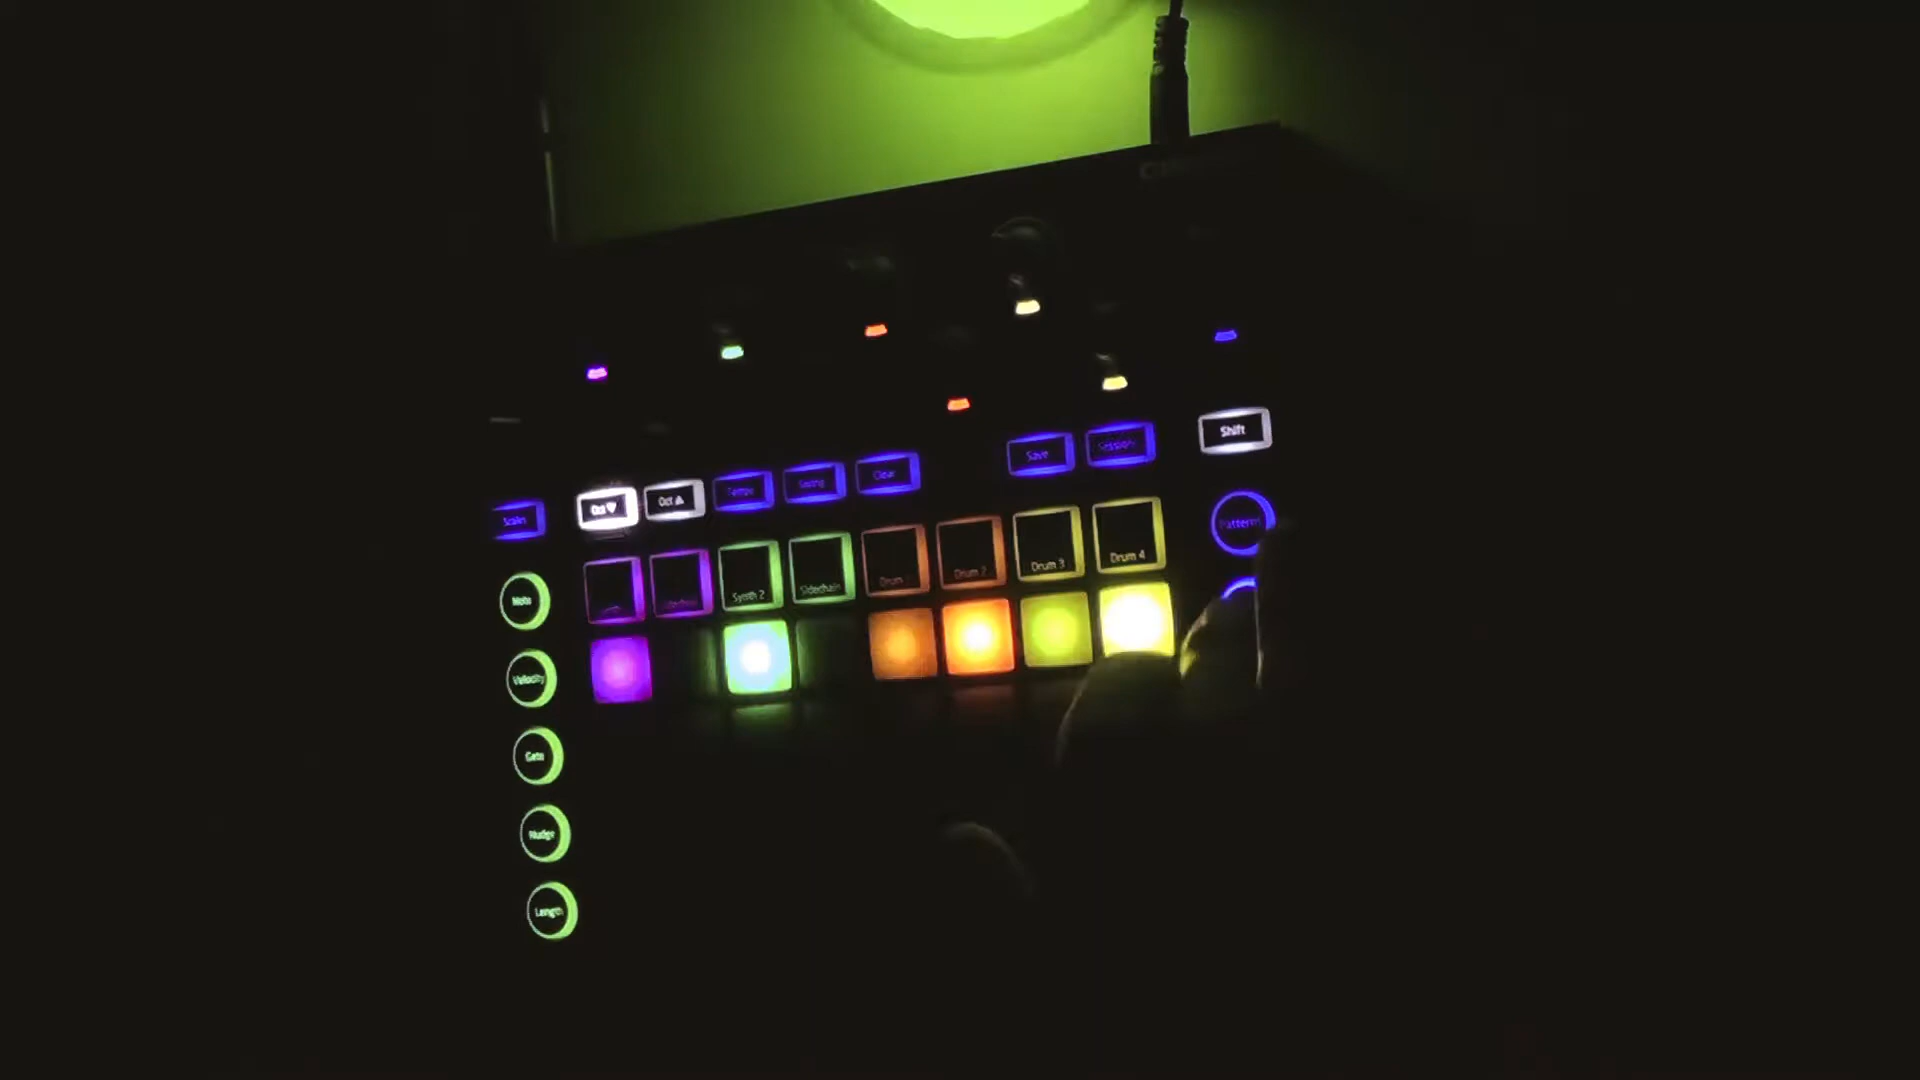 Shift
Save
Session
Oct ▼
Oct ▲
Tempo
Swing
Clear
Scales
Pattern
Synth 2
Sidechain
Drum
Drum 2
Drum 3
Drum 4
Note
Velocity
Gate
Nudge
Length